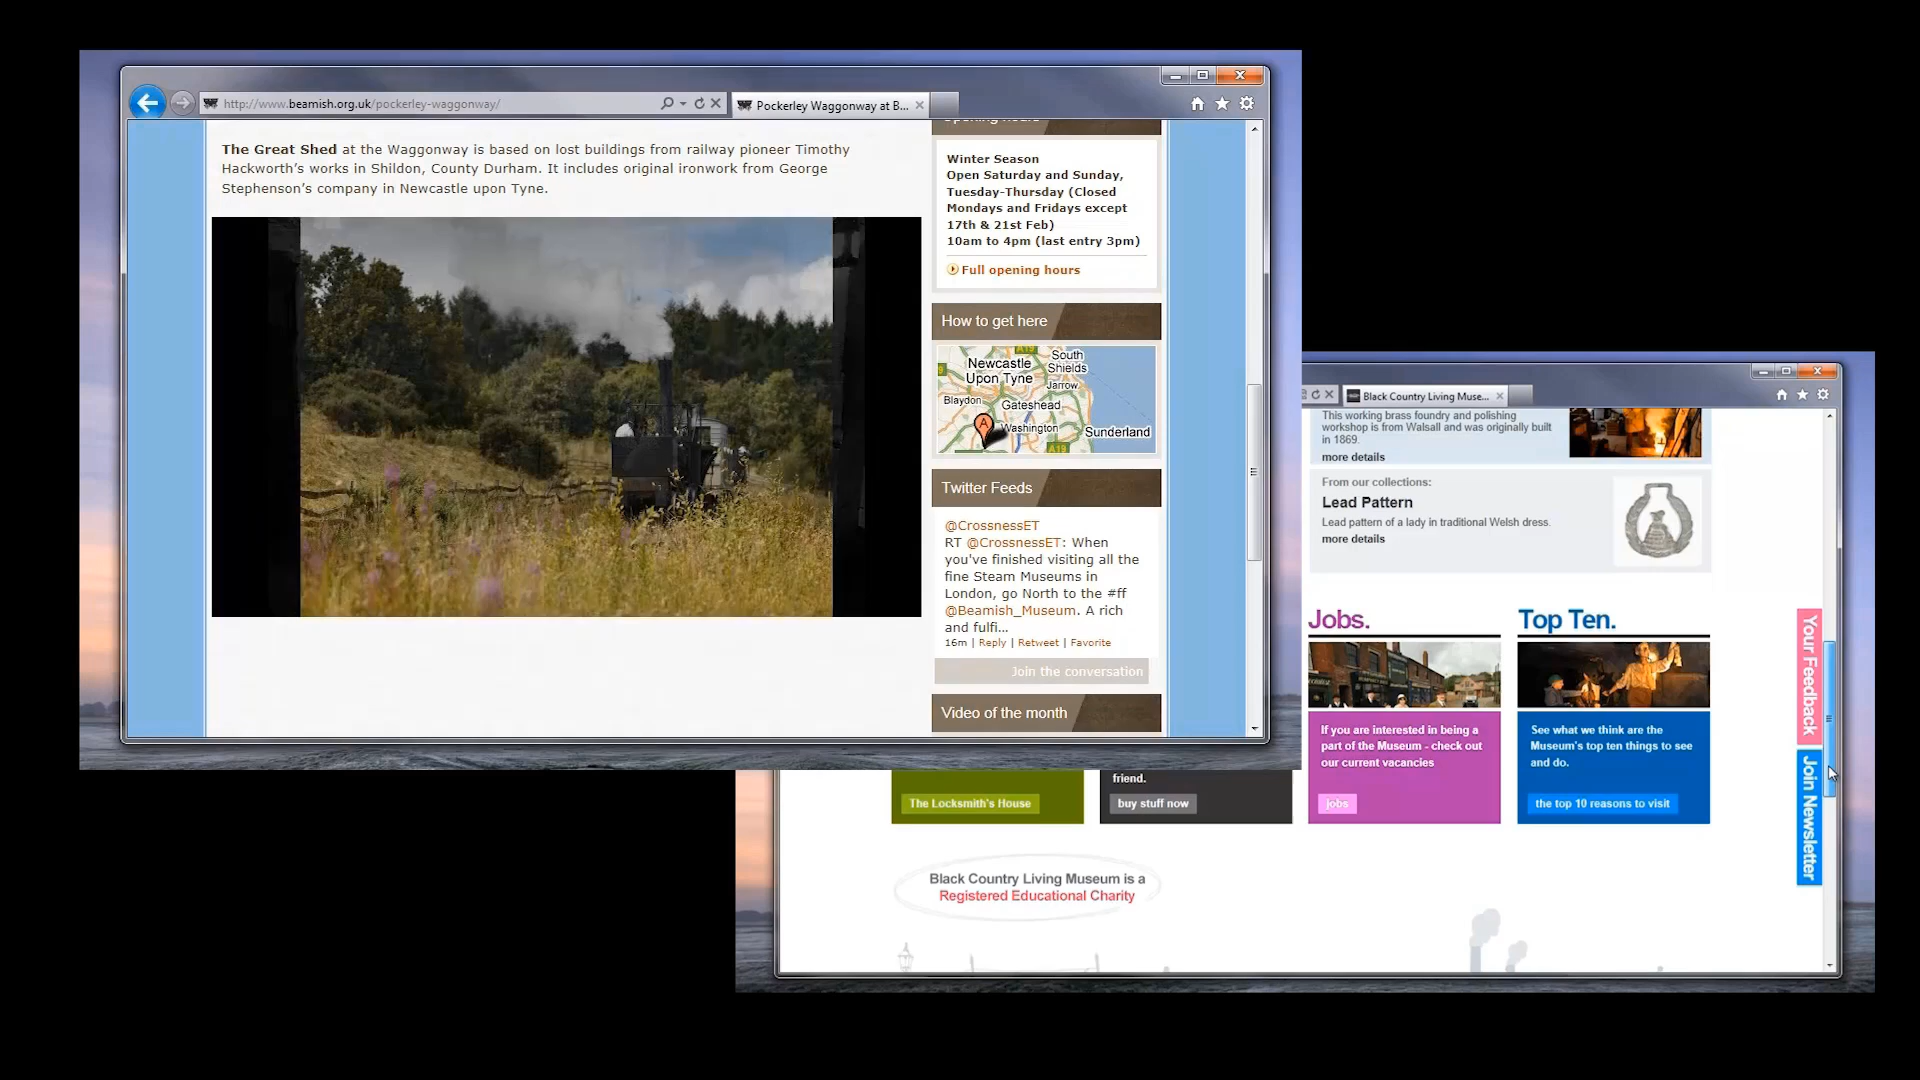 http://www.beamish.org.uk/pockerley-waggonway/
Pockerley Waggonway at B...
The Great Shed at the Waggonway is based on lost buildings from railway pioneer Timothy
Hackworth's works in Shildon, County Durham. It includes original ironwork from George
Stephenson's company in Newcastle upon Tyne.
Opening hours
Winter Season
Open Saturday and Sunday,
Tuesday-Thursday (Closed
Mondays and Fridays except
17th & 21st Feb)
10am to 4pm (last entry 3pm)
Full opening hours
How to get here
A19
South
Shields
Newcastle
Upon Tyne
Jarrow
Blaydon
Gateshead
A
Washington
Sunderland
A19
Twitter Feeds
@CrossnessET
RT @CrossnessET: When
you've finished visiting all the
fine Steam Museums in
London, go North to the #ff
@Beamish_Museum. A rich
and fulfi...
16m | Reply | Retweet | Favorite
Join the conversation
Video of the month
Black Country Living Muse...
This working brass foundry and polishing
workshop is from Walsall and was originally built
in 1869.
more details
From our collections:
Lead Pattern
Lead pattern of a lady in traditional Welsh dress.
more details
Jobs.
Top Ten.
If you are interested in being a
part of the Museum - check out
our current vacancies
jobs
See what we think are the
Museum's top ten things to see
and do.
the top 10 reasons to visit
Your Feedback
Join Newsletter
The Locksmith's House
friend.
buy stuff now
Black Country Living Museum is a
Registered Educational Charity